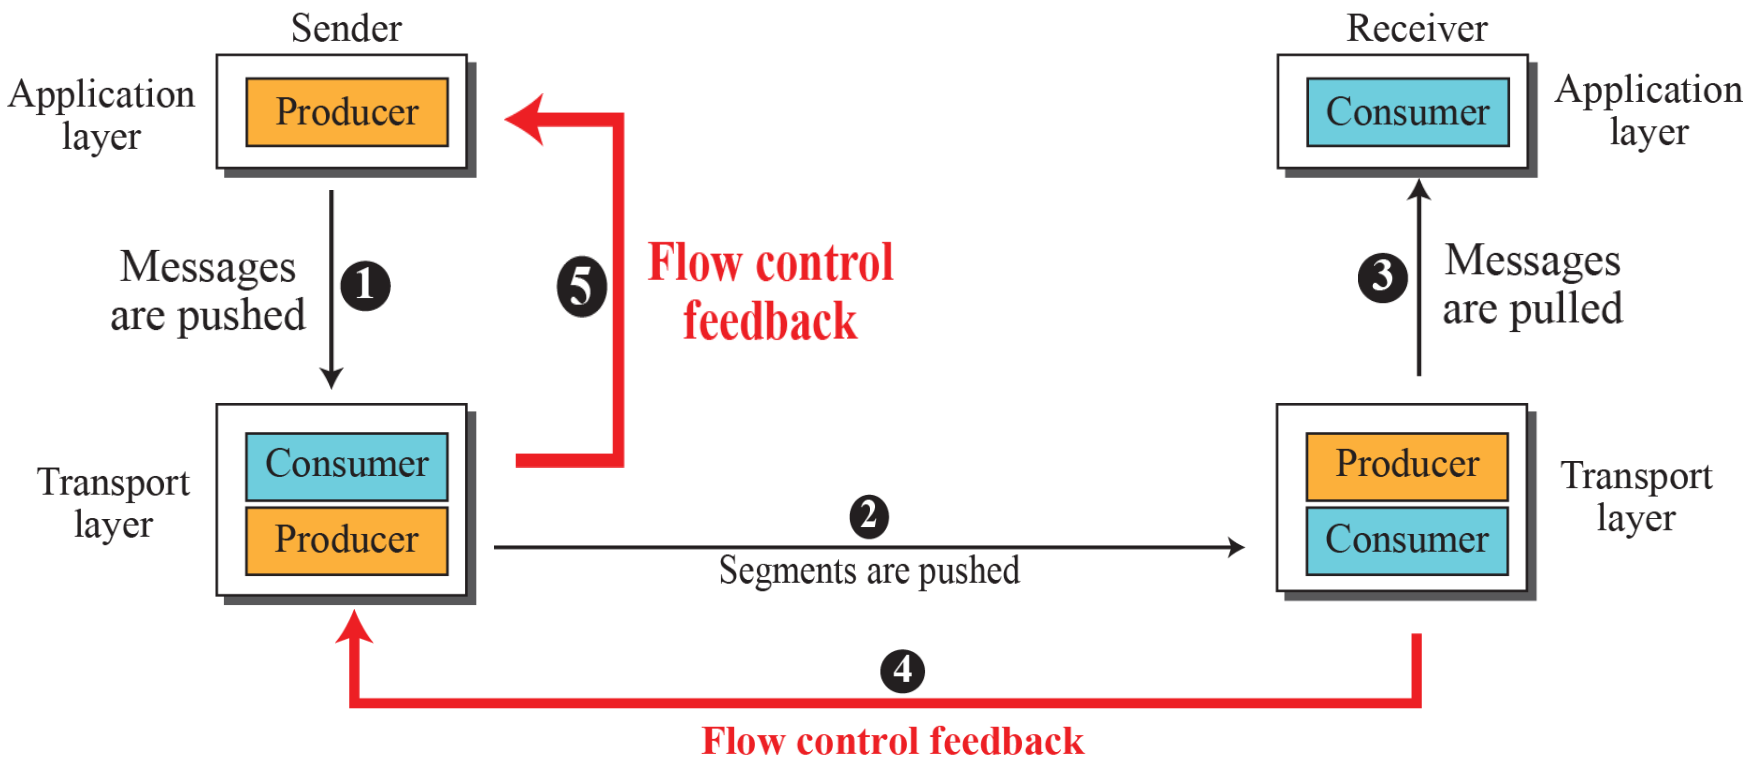 Sender
Receiver
Application
layer
Producer
Consumer
Application
layer
Messages
are pushed
1
5
Flow control
feedback
3
Messages
are pulled
Transport
layer
Consumer
Producer
2
Segments are pushed
Producer
Consumer
Transport
layer
4
Flow control feedback